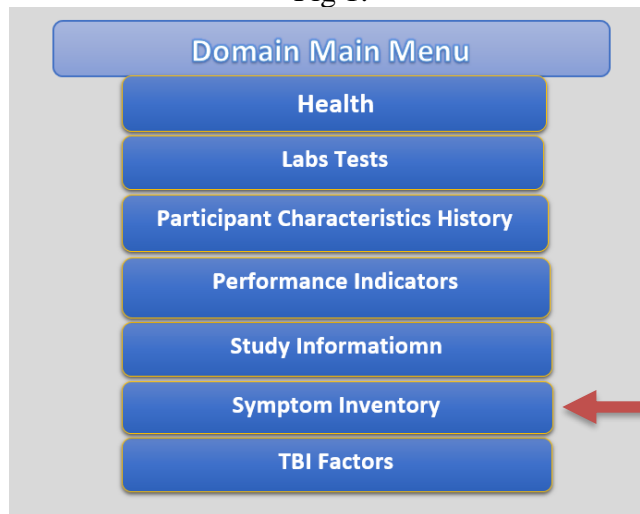 Domain Main Menu
Health
Labs Tests
Participant Characteristics History
Performance Indicators
Study Informatiomn
Symptom Inventory
TBI Factors